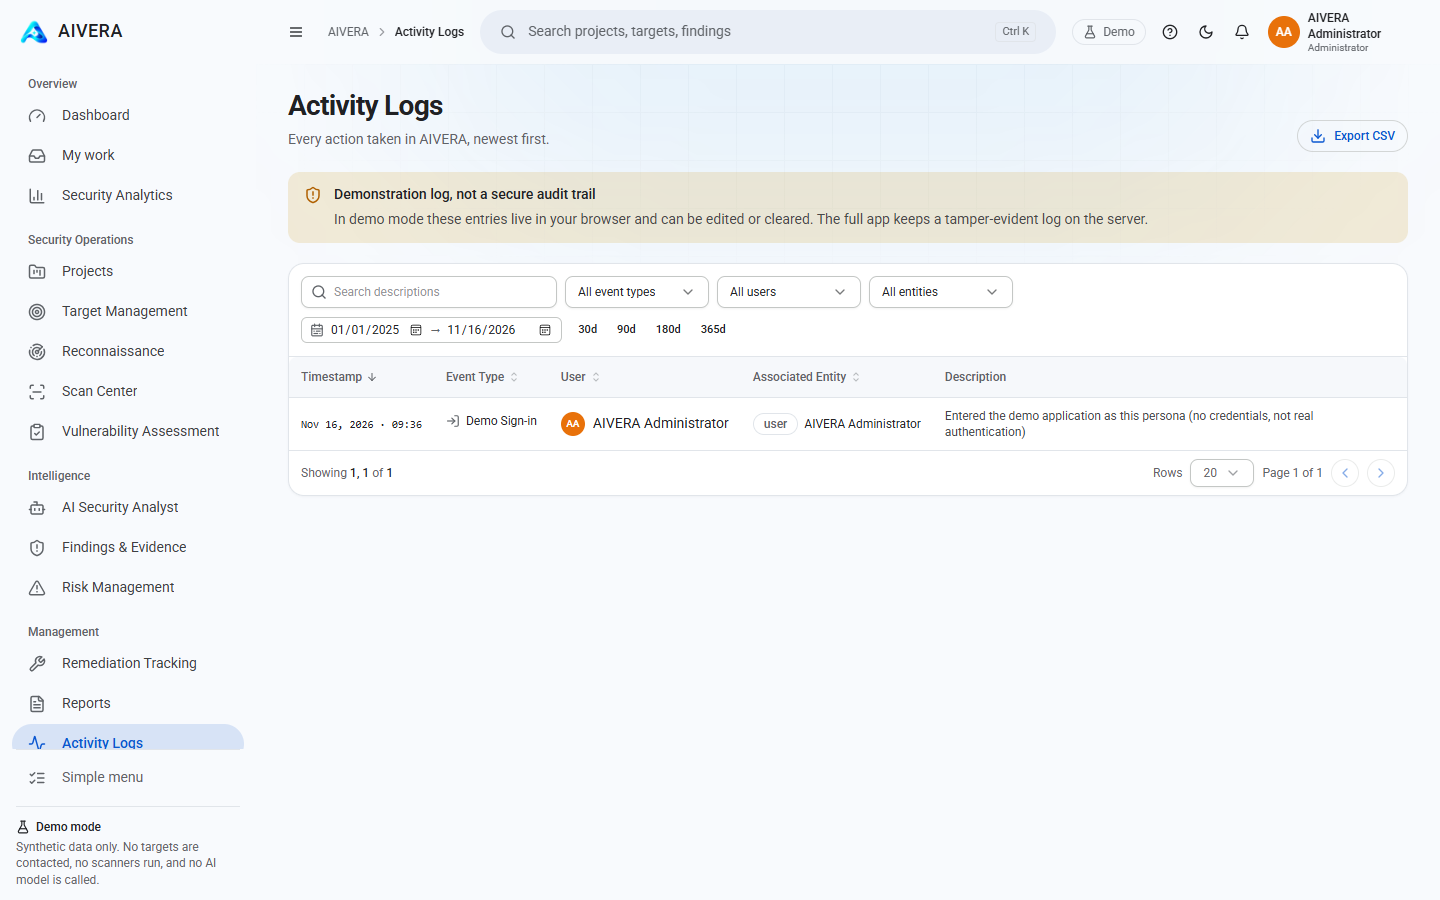 AIVERA
AIVERA > Activity Logs
Search projects, targets, findings
Ctrl K
Demo
AA
AIVERA
Administrator
Administrator
Overview
Dashboard
My work
Security Analytics
Security Operations
Projects
Target Management
Reconnaissance
Scan Center
Vulnerability Assessment
Intelligence
AI Security Analyst
Findings & Evidence
Risk Management
Management
Remediation Tracking
Reports
Activity Logs
Simple menu
Demo mode
Synthetic data only. No targets are
contacted, no scanners run, and no AI
model is called.
Activity Logs
Every action taken in AIVERA, newest first.
Export CSV
Demonstration log, not a secure audit trail
In demo mode these entries live in your browser and can be edited or cleared. The full app keeps a tamper-evident log on the server.
Search descriptions
All event types
All users
All entities
01/01/2025 → 11/16/2026
30d 90d 180d 365d
Timestamp Event Type User Associated Entity Description
Nov 16, 2026 · 09:36
Demo Sign-in
AA AIVERA Administrator
user AIVERA Administrator
Entered the demo application as this persona (no credentials, not real
authentication)
Showing 1, 1 of 1
Rows 20 Page 1 of 1